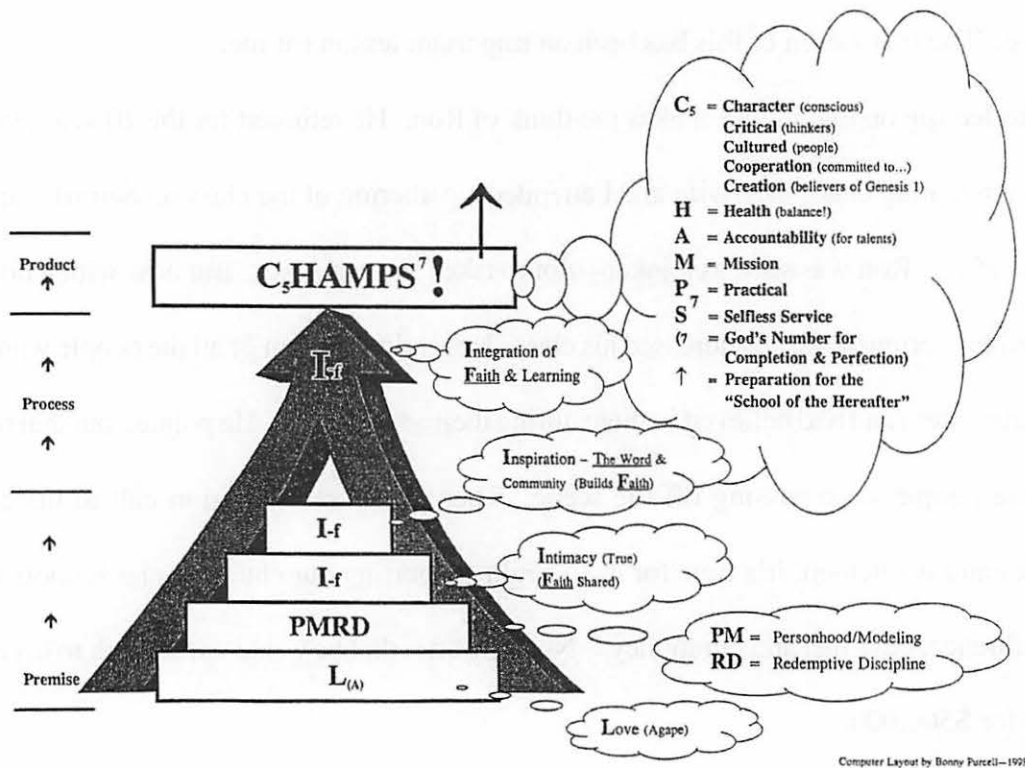 C₅ = Character (conscious)
Critical (thinkers)
Cultured (people)
Cooperation (committed to...)
Creation (believers of Genesis 1)
H = Health (balance!)
A = Accountability (for talents)
M = Mission
P = Practical
S⁷ = Selfless Service
(7 = God's Number for
Completion & Perfection)
↑ = Preparation for the
"School of the Hereafter"
Product
C₅HAMPS⁷!
I-f
Integration of
Faith & Learning
Process
Inspiration – The Word &
Community (Builds Faith)
I-f
I-f
Intimacy (True)
(Faith Shared)
PMRD
PM = Personhood/Modeling
RD = Redemptive Discipline
Premise
L(A)
Love (Agape)
Computer Layout by Bonny Purcell—